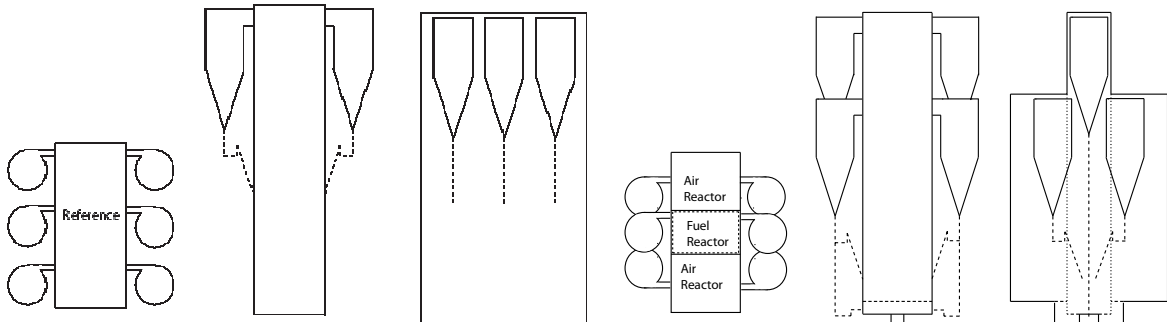 Reference
Air
Reactor
Fuel
Reactor
Air
Reactor